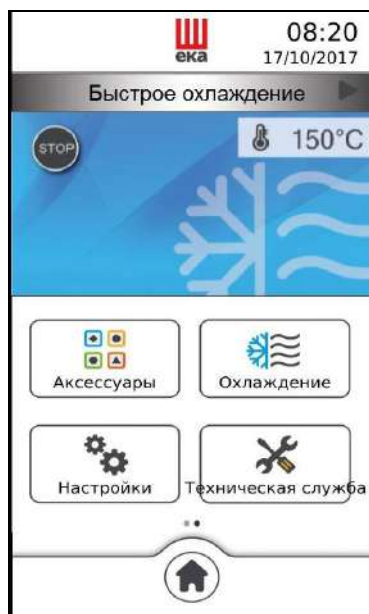 08:20
ека
17/10/2017
Быстрое охлаждение
STOP
150°C
Аксессуары
Охлаждение
Настройки
Техническая служба